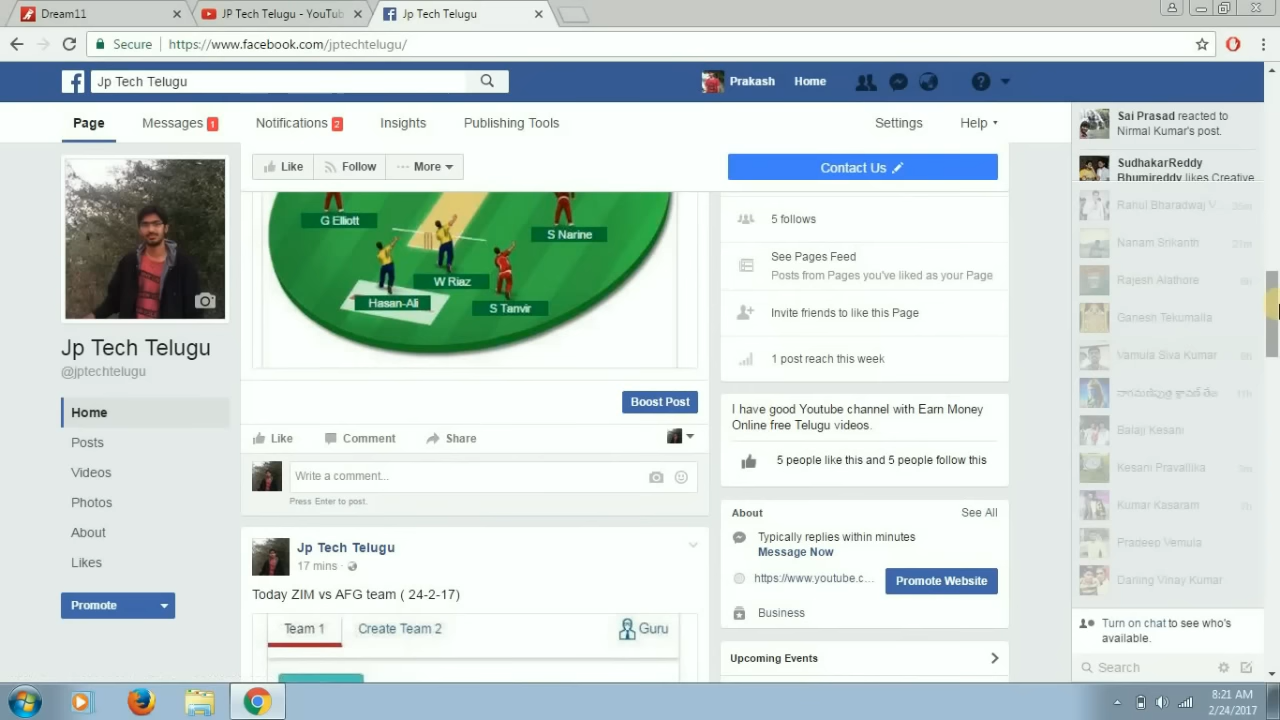 Dream11
JP Tech Telugu - YouTu
Jp Tech Telugu
Secure
https://www.facebook.com/jptechtelugu/
Jp Tech Telugu
Prakash
Home
Page
Messages 1
Notifications 2
Insights
Publishing Tools
Settings
Help
Like
Follow
More
Contact Us
Jp Tech Telugu
@jptechtelugu
Home
Posts
Videos
Photos
About
Likes
Promote
G Elliott
S Narine
W Riaz
Hasan-Ali
S Tanvir
Boost Post
Like
Comment
Share
Write a comment...
Press Enter to post.
Jp Tech Telugu
17 mins
Today ZIM vs AFG team ( 24-2-17)
Team 1
Create Team 2
Guru
5 follows
See Pages Feed
Posts from Pages you've liked as your Page
Invite friends to like this Page
1 post reach this week
I have good Youtube channel with Earn Money
Online free Telugu videos.
5 people like this and 5 people follow this
About
See All
Typically replies within minutes
Message Now
https://www.youtube.c...
Promote Website
Business
Upcoming Events
Sai Prasad reacted to
Nirmal Kumar's post.
SudhakarReddy
Bhumireddy likes Creative
Rahul Bharadwaj V...
Nanam Srikanth
Rajesh Alathore
Ganesh Tekumalla
Vamula Siva Kumar
Balaji Kesani
Kesani Pravallika
Kumar Kasaram
Pradeep Vemula
Darling Vinay Kumar
Turn on chat to see who's
available.
Search
8:21 AM
2/24/2017